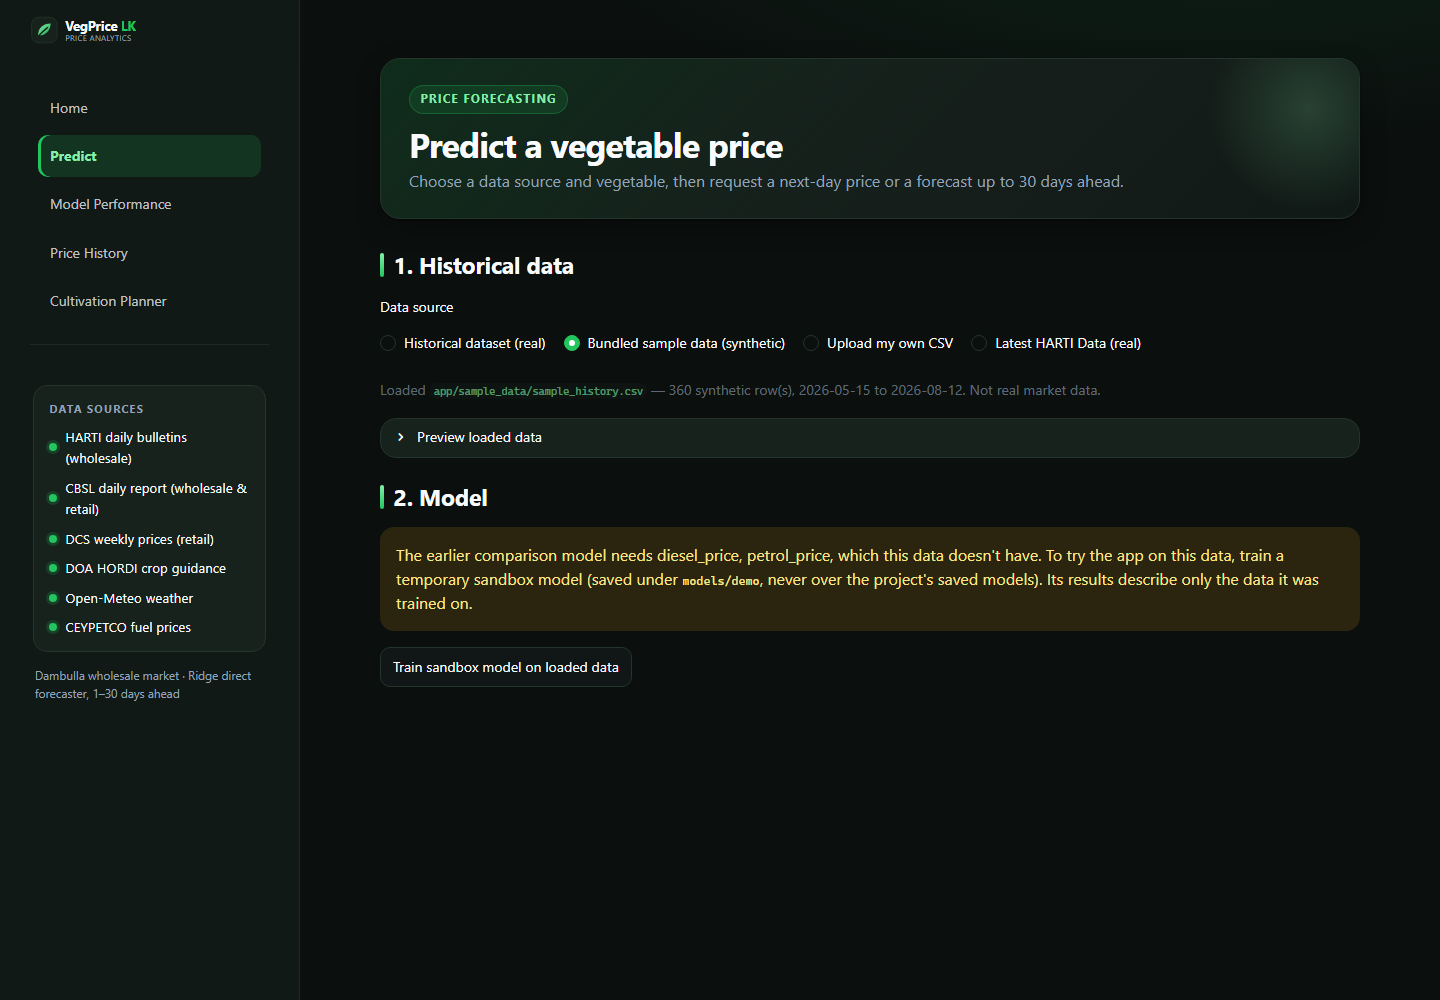 VegPrice LK
PRICE ANALYTICS
Home
Predict
Model Performance
Price History
Cultivation Planner
DATA SOURCES
HARTI daily bulletins
(wholesale)
CBSL daily report (wholesale &
retail)
DCS weekly prices (retail)
DOA HORDI crop guidance
Open-Meteo weather
CEYPETCO fuel prices
Dambulla wholesale market · Ridge direct
forecaster, 1–30 days ahead
PRICE FORECASTING
Predict a vegetable price
Choose a data source and vegetable, then request a next-day price or a forecast up to 30 days ahead.
1. Historical data
Data source
Historical dataset (real)
Bundled sample data (synthetic)
Upload my own CSV
Latest HARTI Data (real)
Loaded app/sample_data/sample_history.csv — 360 synthetic row(s), 2026-05-15 to 2026-08-12. Not real market data.
Preview loaded data
2. Model
The earlier comparison model needs diesel_price, petrol_price, which this data doesn't have. To try the app on this data, train a
temporary sandbox model (saved under models/demo, never over the project's saved models). Its results describe only the data it was
trained on.
Train sandbox model on loaded data